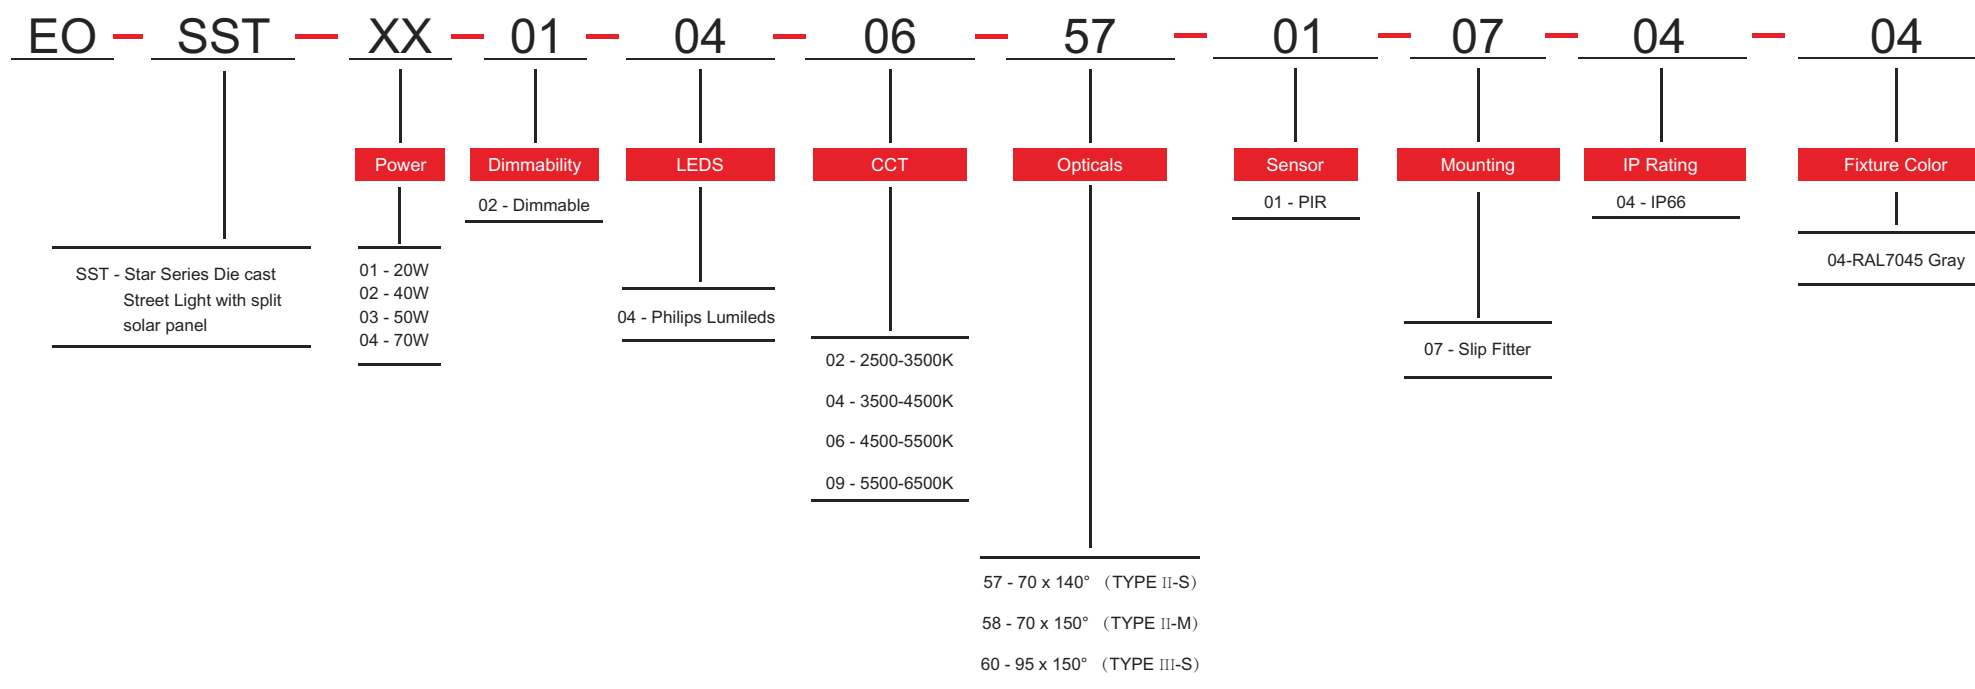 EO — SST — XX — 01 — 04 — 06 — 57 — 01 — 07 — 04 — 04
SST - Star Series Die cast
Street Light with split
solar panel
Power
01 - 20W
02 - 40W
03 - 50W
04 - 70W
Dimmability
02 - Dimmable
LEDS
04 - Philips Lumileds
CCT
02 - 2500-3500K
04 - 3500-4500K
06 - 4500-5500K
09 - 5500-6500K
Opticals
57 - 70 x 140° （TYPE II-S）
58 - 70 x 150° （TYPE II-M）
60 - 95 x 150° （TYPE III-S）
Sensor
01 - PIR
Mounting
07 - Slip Fitter
IP Rating
04 - IP66
Fixture Color
04-RAL7045 Gray